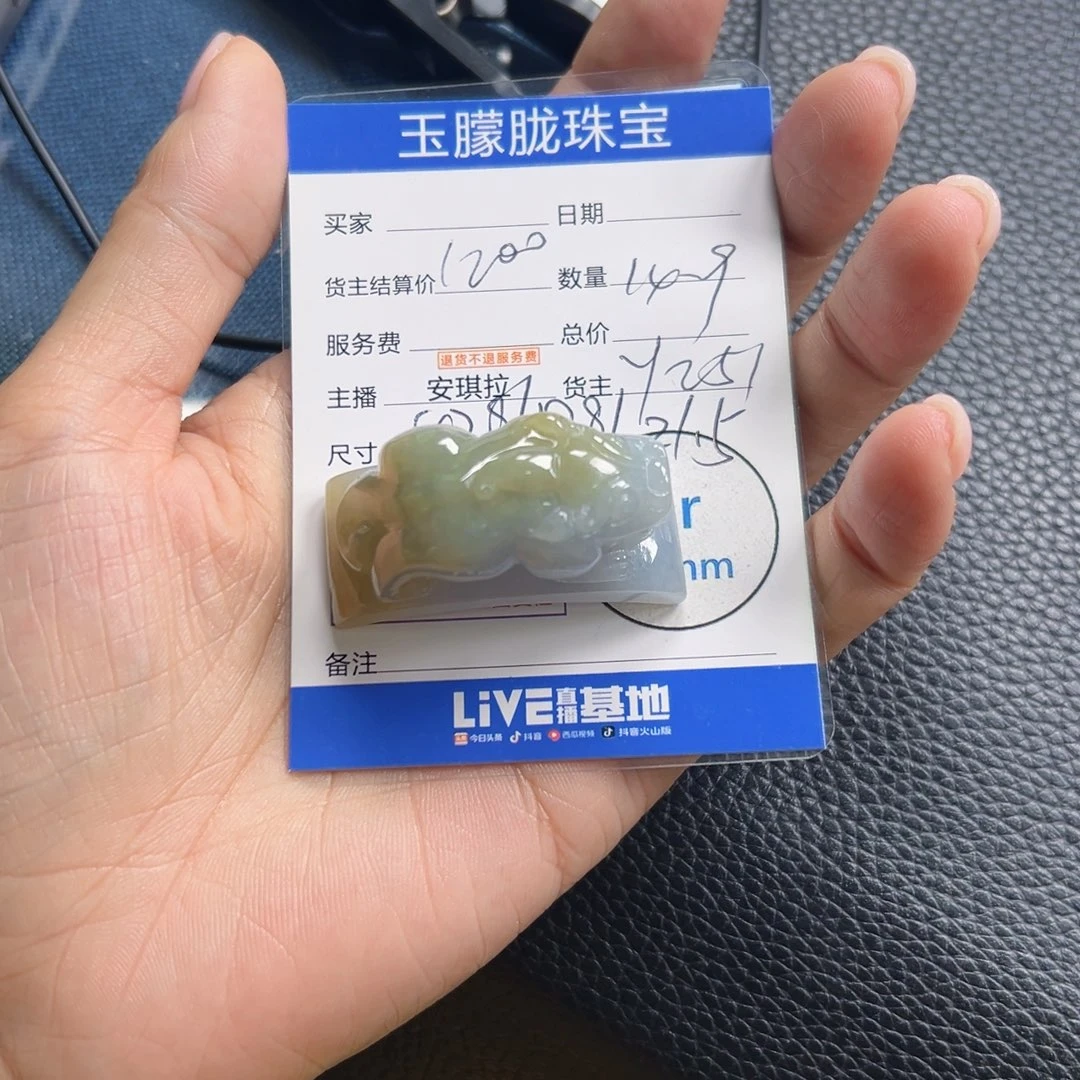 玉朦胧珠宝
买家 日期
货主结算价 1200 数量 1409
服务费 总价
退货不退服务费
主播 安琪拉 货主 Y257
尺寸
r
mm
备注
LiVE直播基地
今日头条 抖音 西瓜视频 抖音火山版